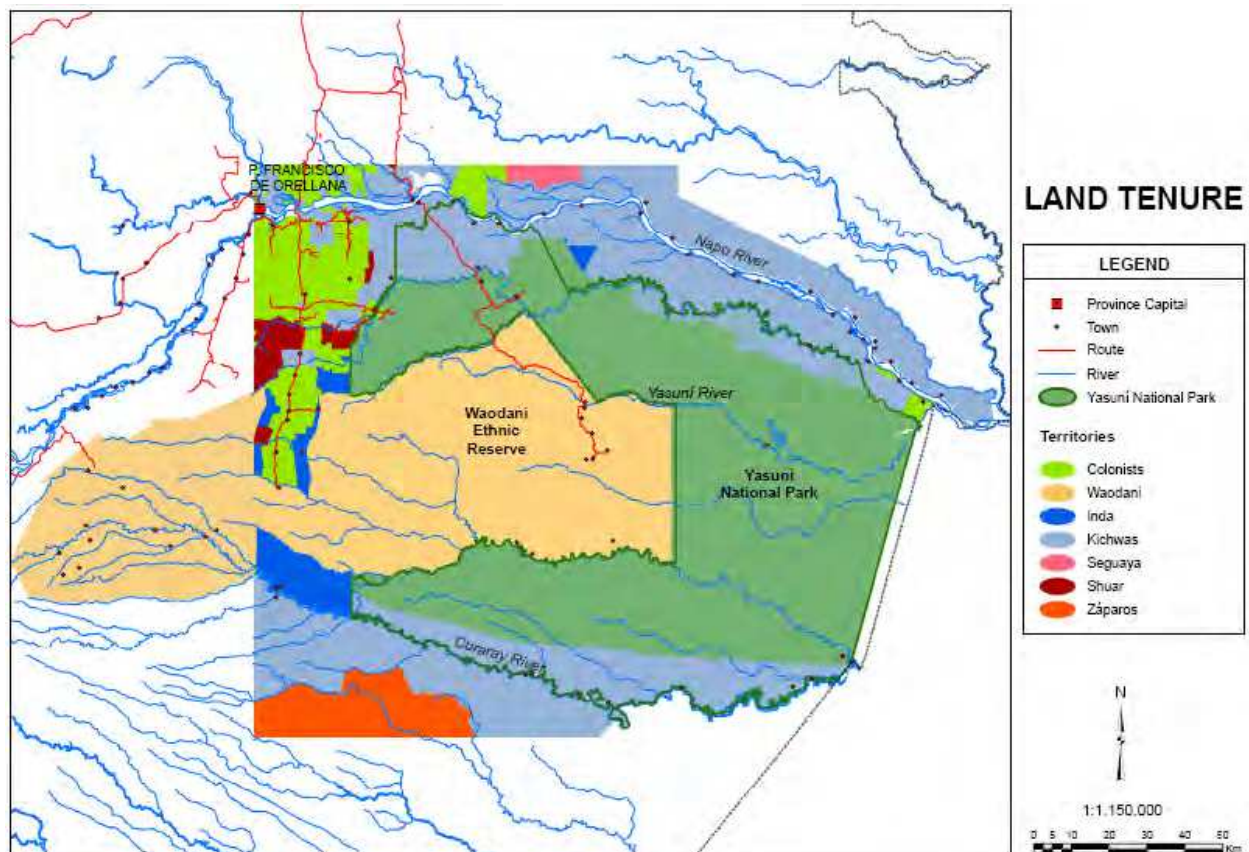 P. FRANCISCO
DE ORELLANA
Napo River
Yasuní River
Waodani
Ethnic
Reserve
Yasuní
National Park
Curaray River
LAND TENURE
LEGEND
Province Capital
Town
Route
River
Yasuní National Park
Territories
Colonists
Waodani
Inda
Kichwas
Seguaya
Shuar
Záparos
N
1:1.150,000
0 5 10 20 30 40 50
Km